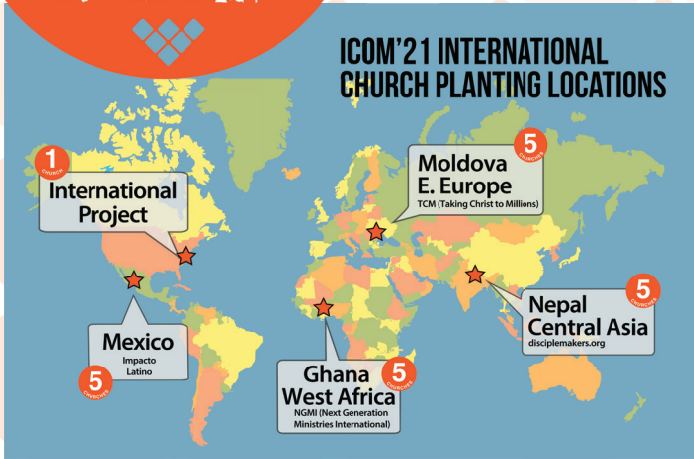 ICOM'21 INTERNATIONAL
CHURCH PLANTING LOCATIONS
1
CHURCH
International
Project
5
CHURCHES
Moldova
E. Europe
TCM (Taking Christ to Millions)
Mexico
Impacto
Latino
5
CHURCHES
Ghana
West Africa
NGMI (Next Generation
Ministries International)
5
CHURCHES
Nepal
Central Asia
disciplemakers.org
5
CHURCHES